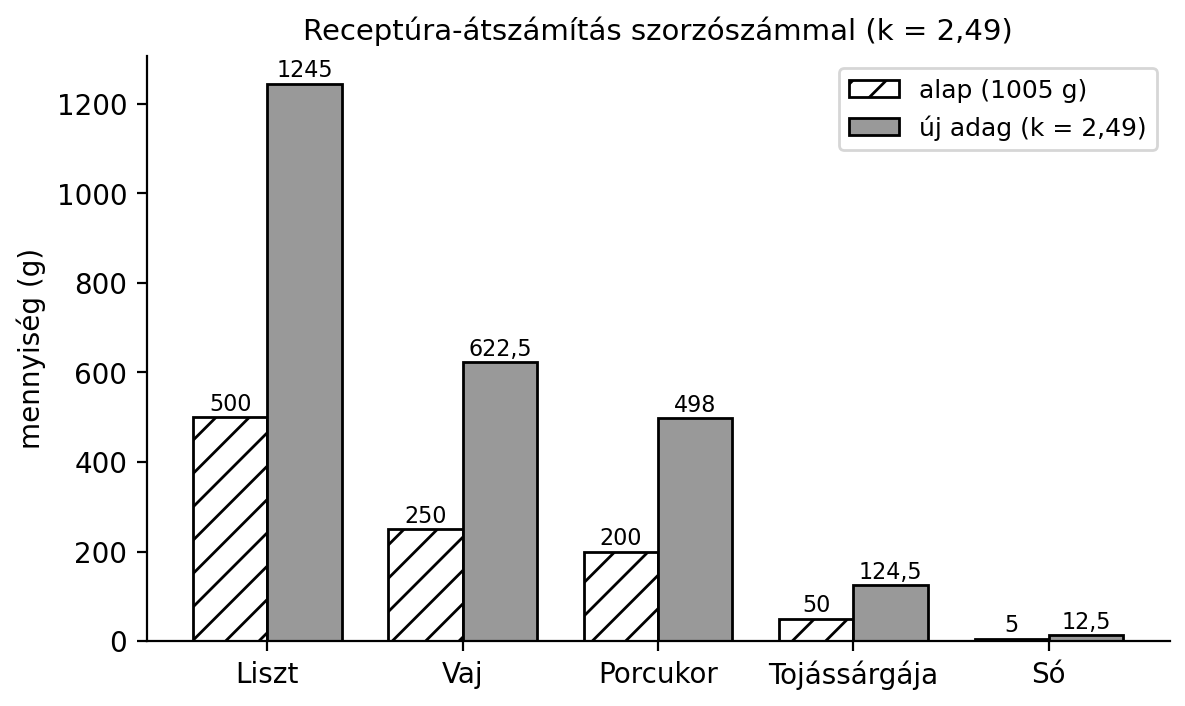 Receptúra-átszámítás szorzószámmal (k = 2,49)
alap (1005 g)
új adag (k = 2,49)
mennyiség (g)
1200
1000
800
600
400
200
0
500
1245
250
622,5
200
498
50
124,5
5
12,5
Liszt
Vaj
Porcukor
Tojássárgája
Só